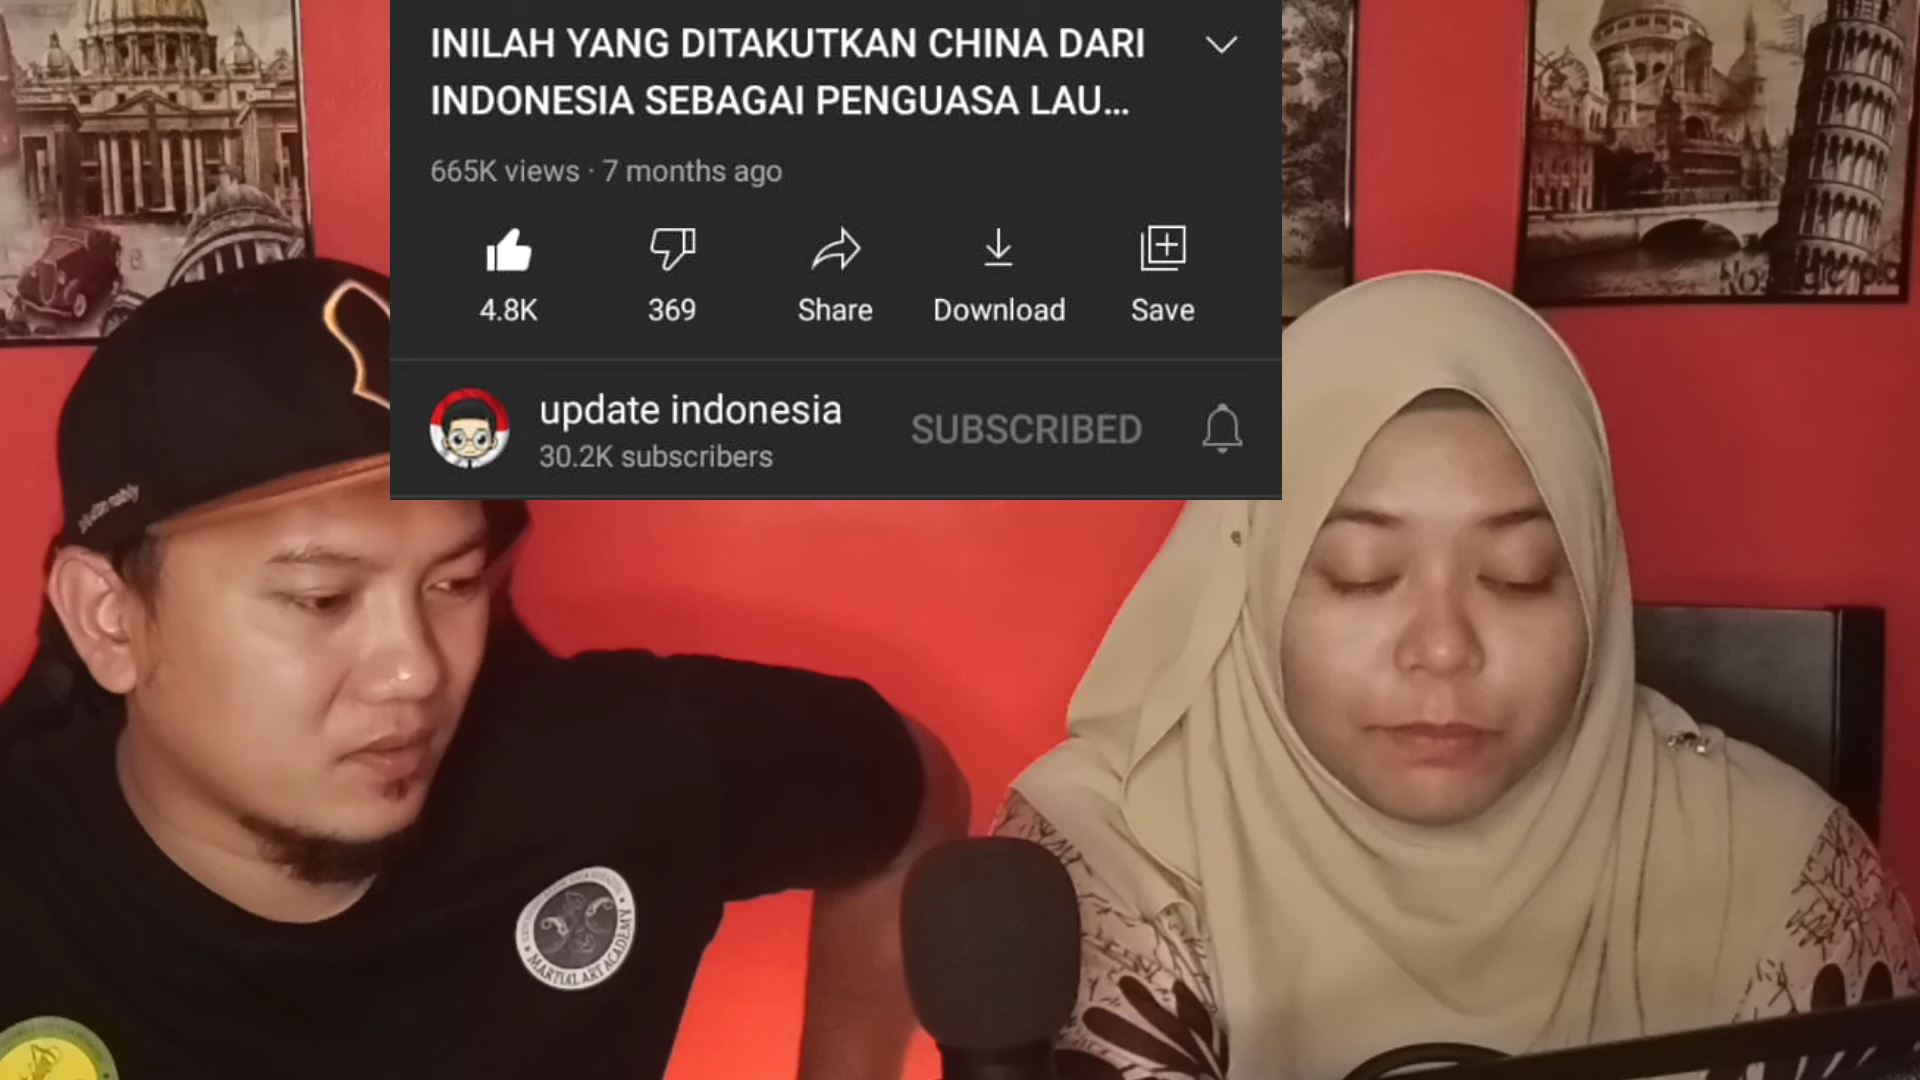 INILAH YANG DITAKUTKAN CHINA DARI
INDONESIA SEBAGAI PENGUASA LAU...
665K views · 7 months ago
4.8K
369
Share
Download
Save
update indonesia
30.2K subscribers
SUBSCRIBED
MARTIAL ART ACADEMY